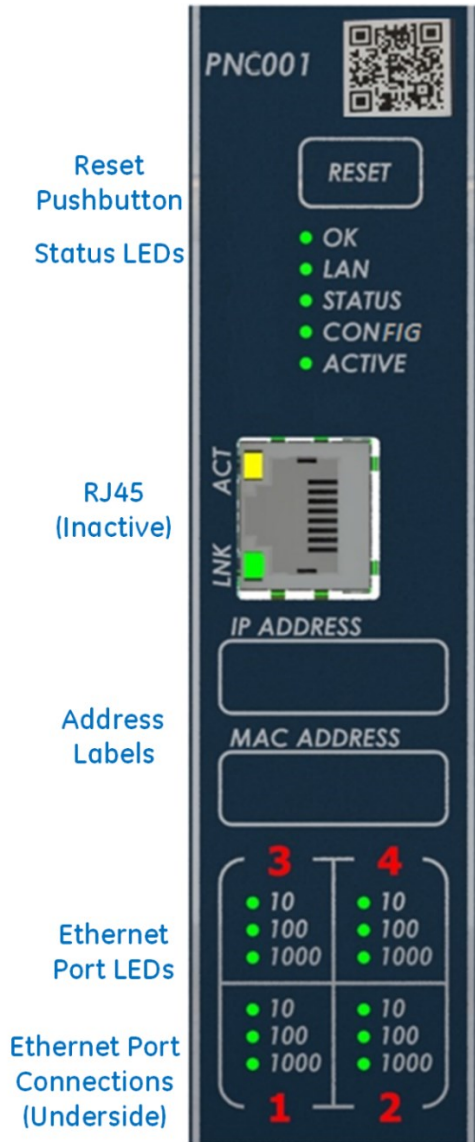 PNC001
RESET
Reset
Pushbutton
Status LEDs
OK
LAN
STATUS
CONFIG
ACTIVE
ACT
RJ45
(Inactive)
LNK
IP ADDRESS
Address
Labels
MAC ADDRESS
3 4
10 10
100 100
1000 1000
Ethernet
Port LEDs
10 10
100 100
1000 1000
1 2
Ethernet Port
Connections
(Underside)